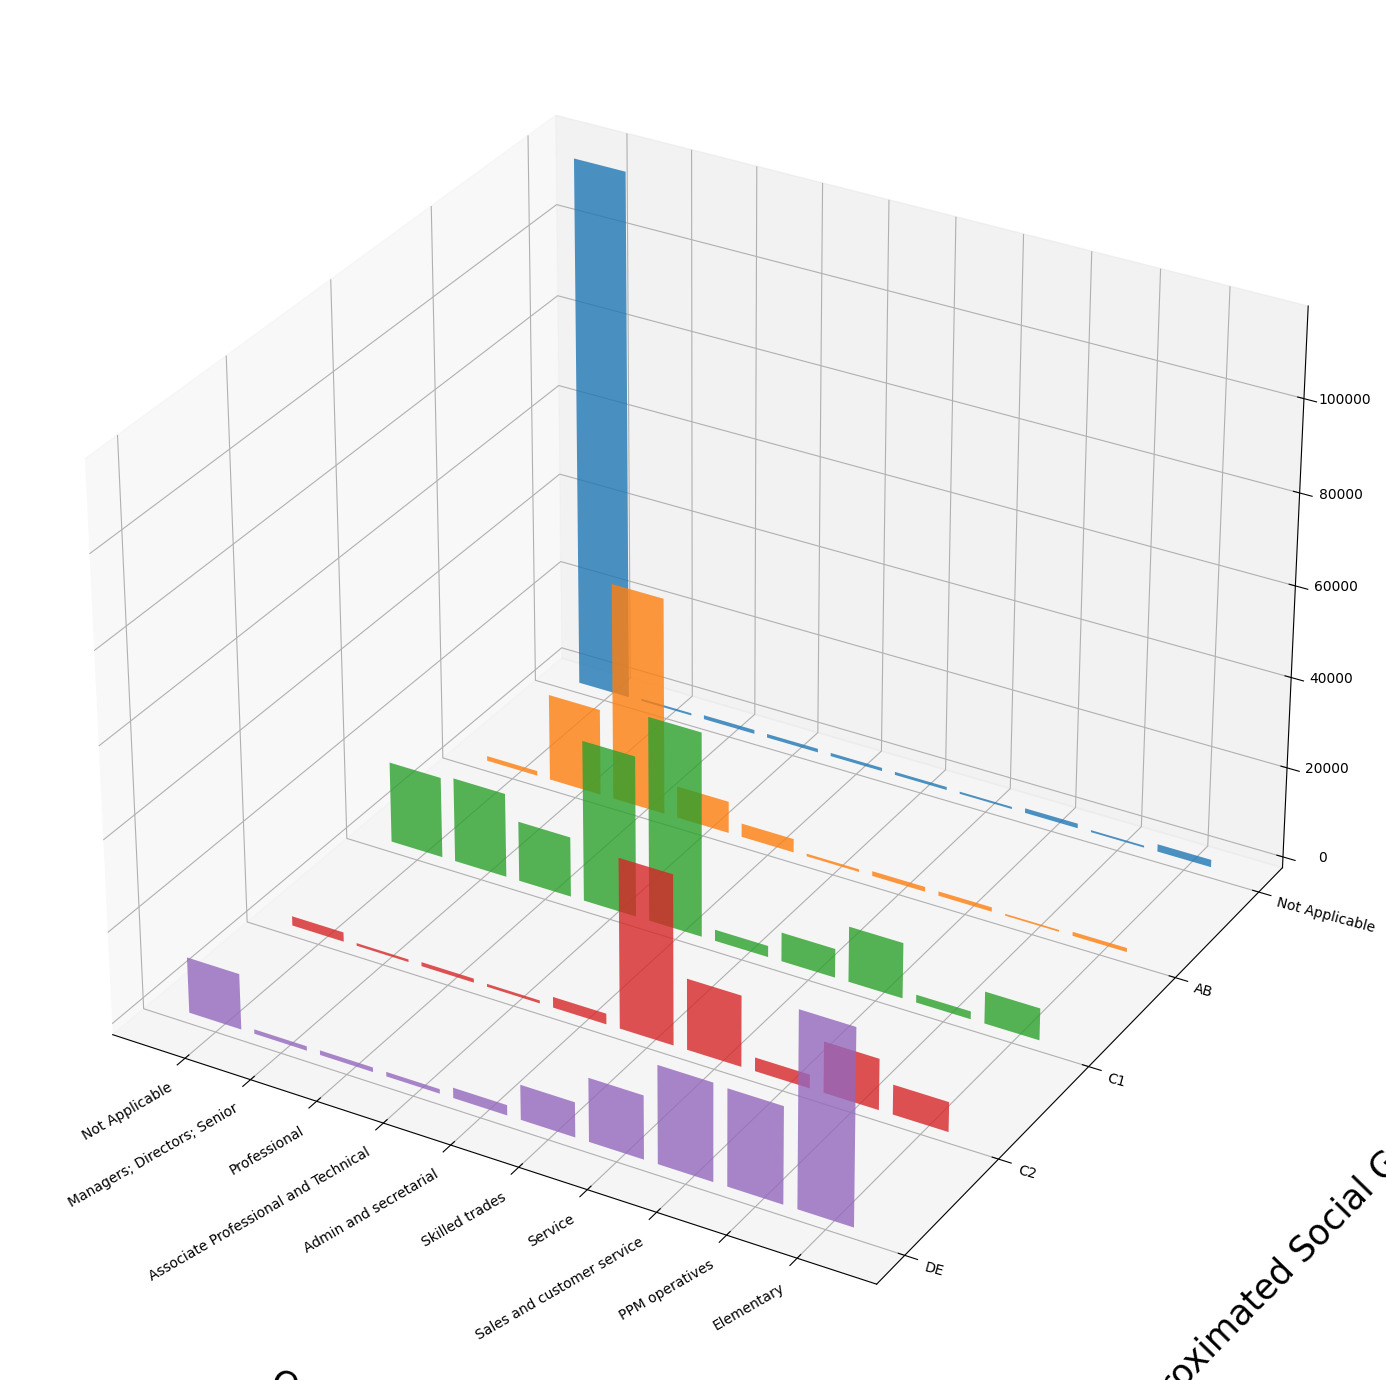 100000
80000
60000
40000
20000
0
Not Applicable
AB
C1
C2
DE
Not Applicable
Managers; Directors; Senior
Professional
Associate Professional and Technical
Admin and secretarial
Skilled trades
Service
Sales and customer service
PPM operatives
Elementary
roximated Social G
O